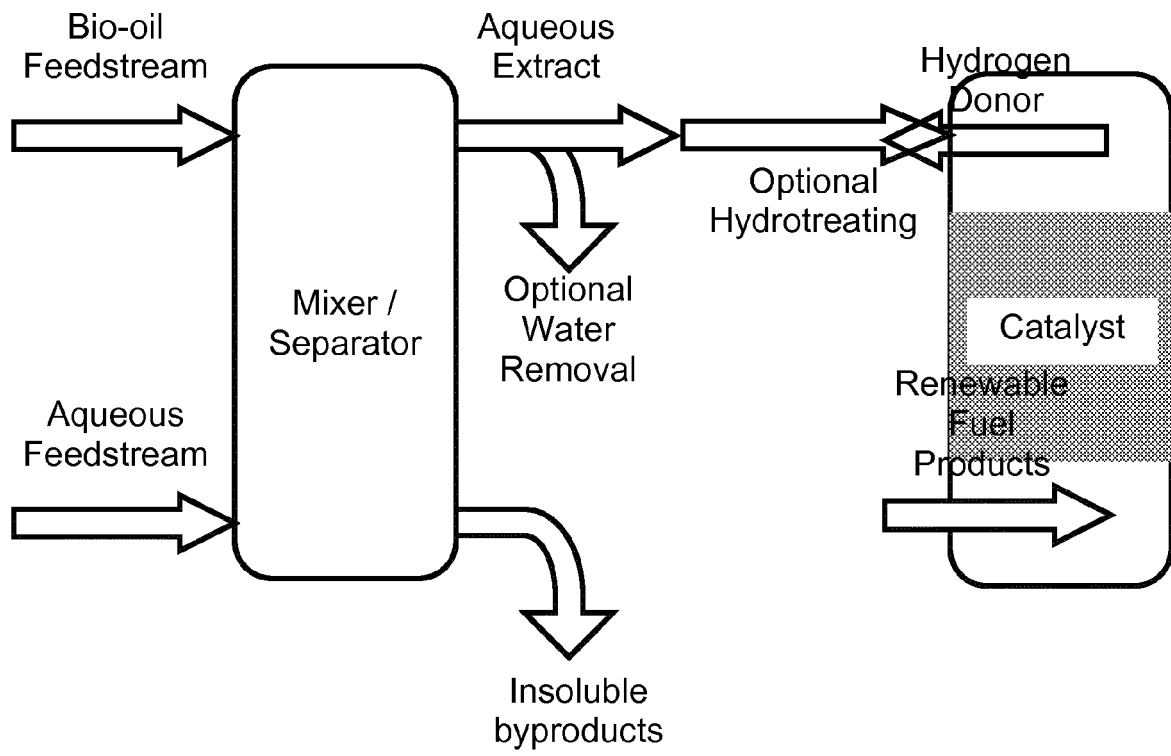 Bio-oil
Feedstream
Aqueous
Extract
Hydrogen
Donor
Optional
Hydrotreating
Mixer /
Separator
Optional
Water
Removal
Catalyst
Aqueous
Feedstream
Renewable
Fuel
Products
Insoluble
byproducts